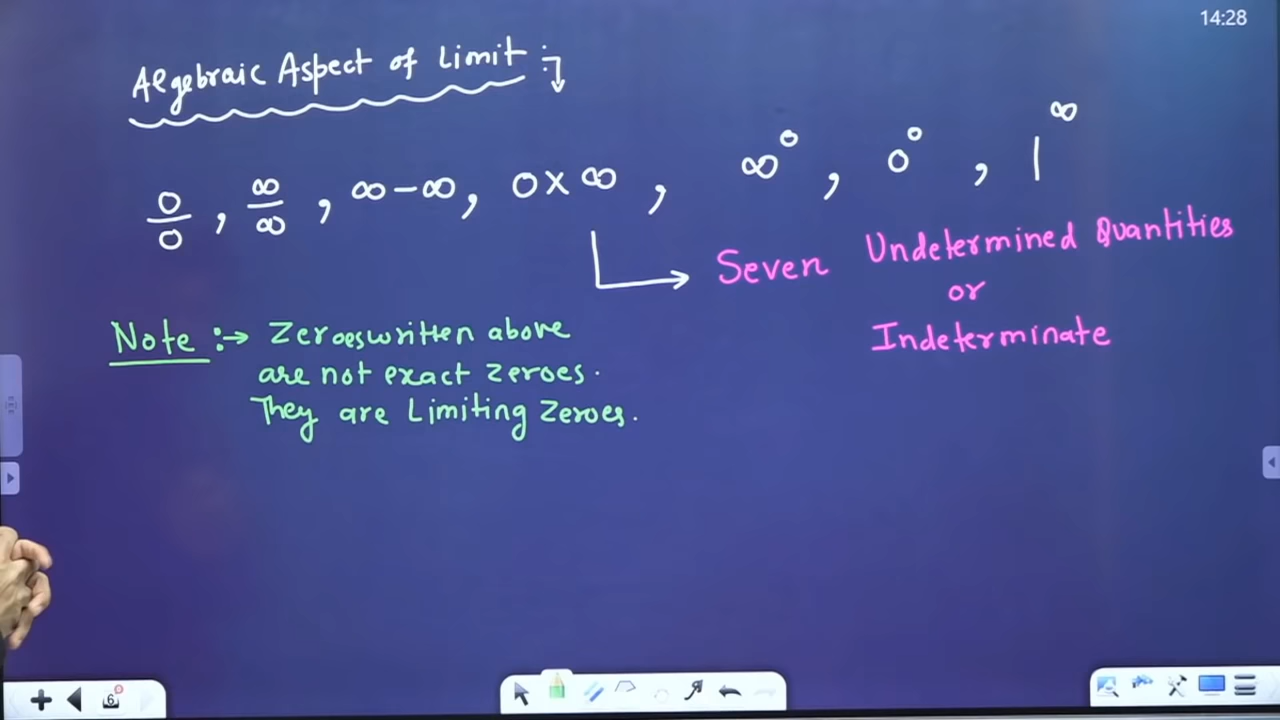 14:28
Algebraic Aspect of Limit :-
0/0 , ∞/∞ , ∞-∞, 0×∞ , ∞⁰ , 0⁰ , 1^∞
Seven Undetermined Quantities
or
Indeterminate
Note :→ Zeroes written above
are not exact zeroes.
They are Limiting Zeroes.
6